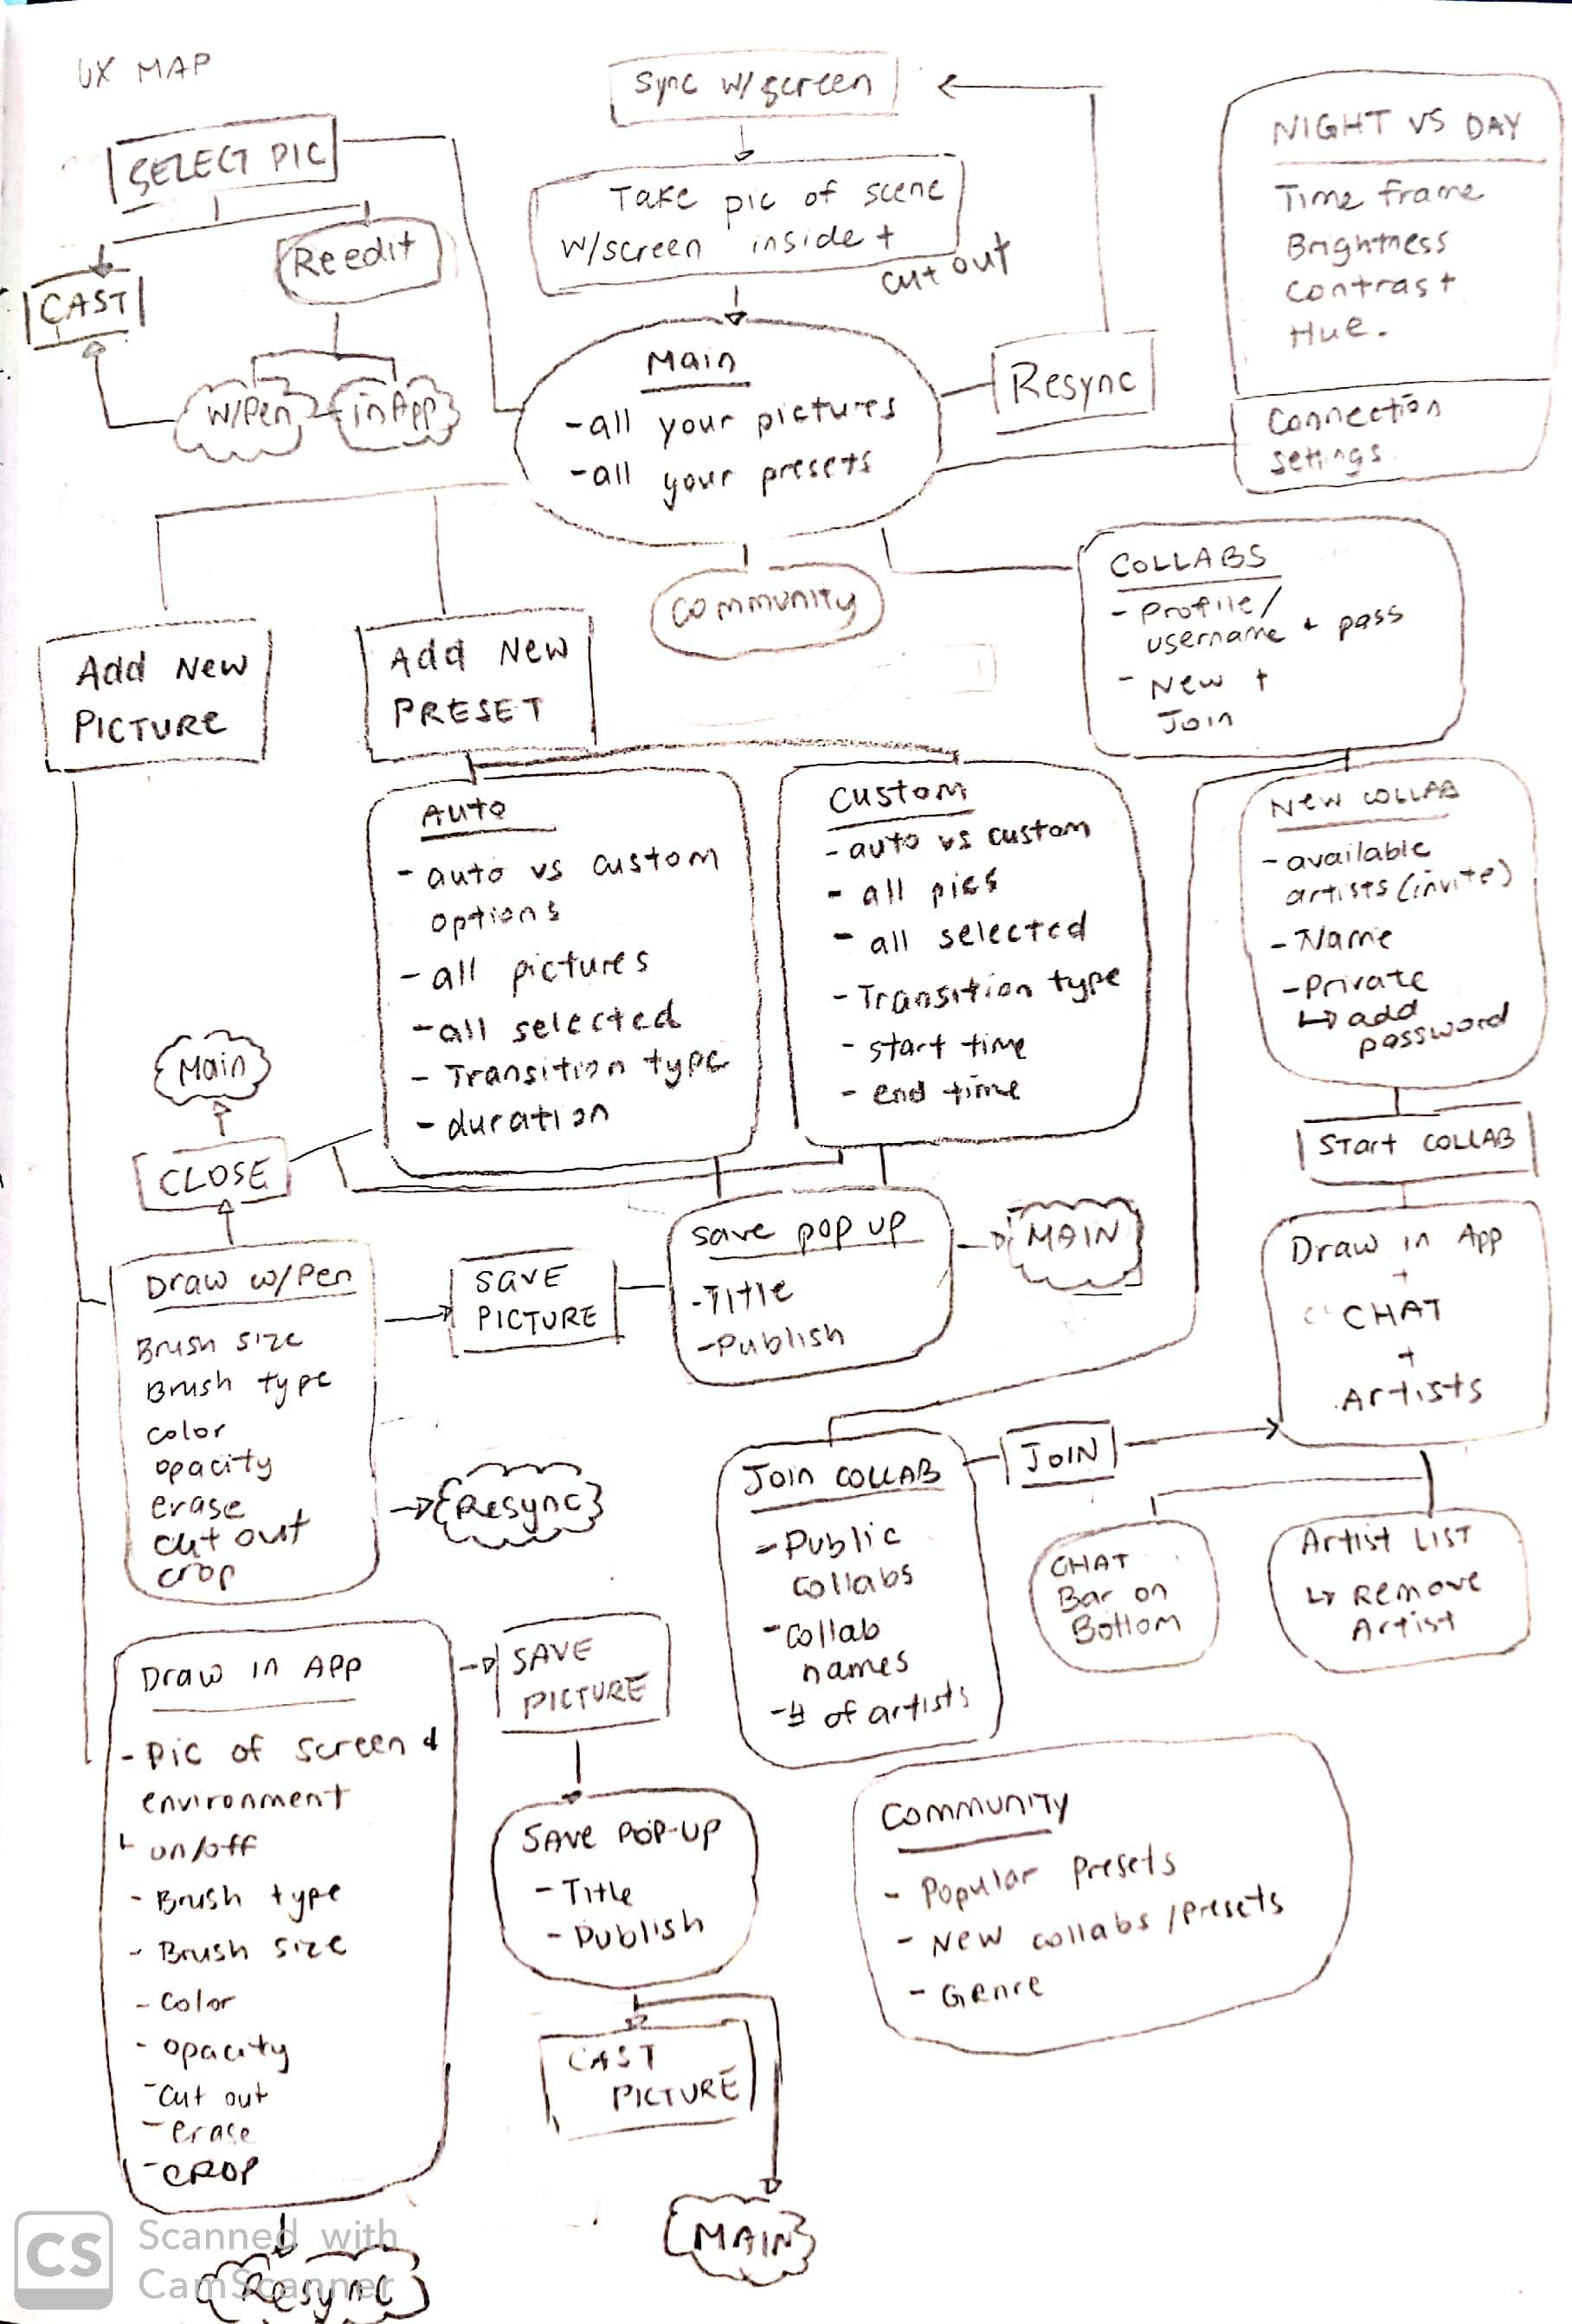 UX MAP
Sync w/screen
Take pic of scene
w/screen inside +
cut out
SELECT PIC
CAST
Reedit
w/Pen
in App
Main
- all your pictures
- all your presets
Resync
NIGHT VS DAY
Time frame
Brightness
Contrast
Hue.
Connection
settings
Community
COLLABS
- Profile/
username + pass
- New +
Join
Add New
PICTURE
Add New
PRESET
Auto
- auto vs custom
options
- all pictures
- all selected
- Transition type
- duration
Custom
- auto vs custom
- all pics
- all selected
- Transition type
- start time
- end time
New COLLAB
- available
artists (invite)
- Name
- Private
↳ add
password
Start COLLAB
Main
CLOSE
Draw w/Pen
Brush size
Brush type
color
opacity
erase
cut out
crop
SAVE
PICTURE
save pop up
- Title
- Publish
MAIN
Resync
Draw in App
+
CHAT
+
Artists
Join COLLAB
- Public
collabs
- collab
names
- # of artists
JOIN
CHAT
Bar on
Bottom
Artist LIST
↳ Remove
Artist
Draw in App
- Pic of screen &
environment
↳ on/off
- Brush type
- Brush size
- Color
- opacity
- cut out
- erase
- CROP
SAVE
PICTURE
SAVE POP-UP
- Title
- Publish
CAST
PICTURE
MAIN
Community
- Popular presets
- New collabs/presets
- Genre
Resync
CS
Scanned with
CamScanner